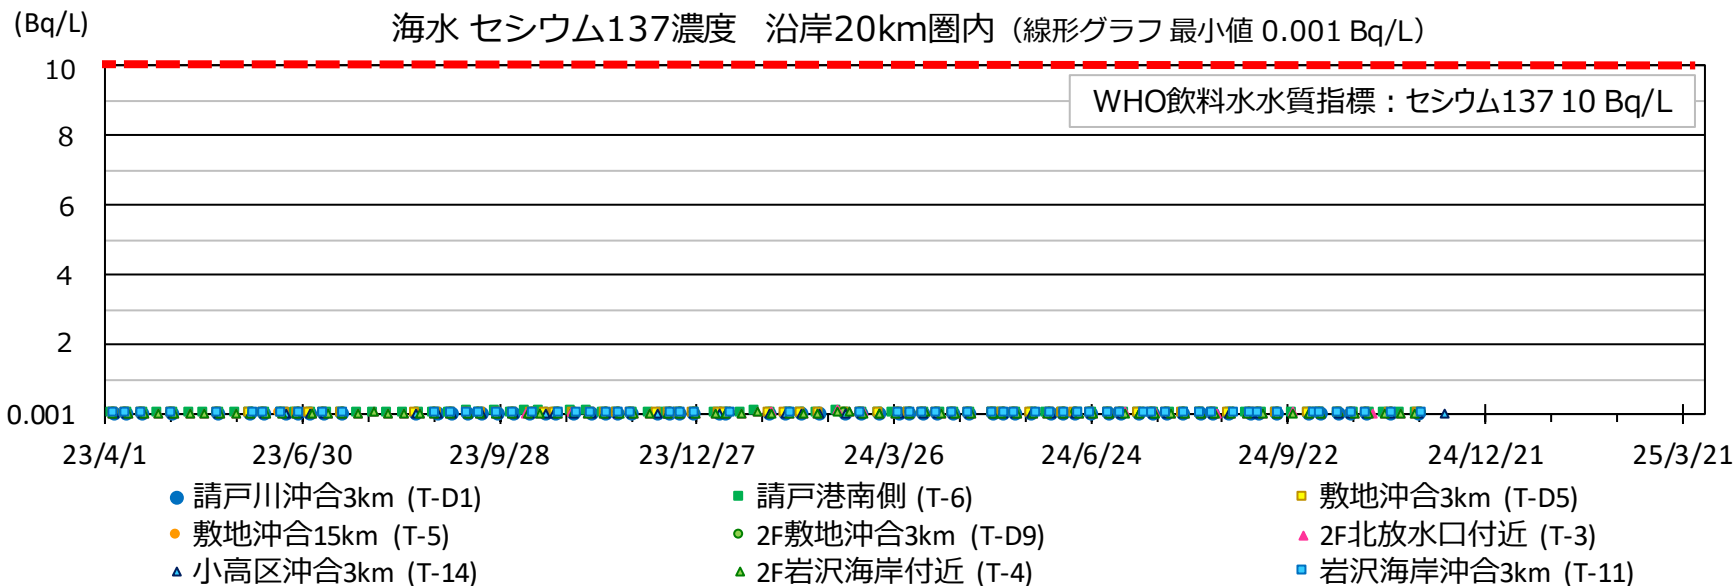 (Bq/L)
海水 セシウム137濃度 沿岸20km圏内（線形グラフ 最小値 0.001 Bq/L）
10
WHO飲料水水質指標：セシウム137 10 Bq/L
8
6
4
2
0.001
23/4/1 23/6/30 23/9/28 23/12/27 24/3/26 24/6/24 24/9/22 24/12/21 25/3/21
請戸川沖合3km (T-D1) 請戸港南側 (T-6) 敷地沖合3km (T-D5)
敷地沖合15km (T-5) 2F敷地沖合3km (T-D9) 2F北放水口付近 (T-3)
小高区沖合3km (T-14) 2F岩沢海岸付近 (T-4) 岩沢海岸沖合3km (T-11)